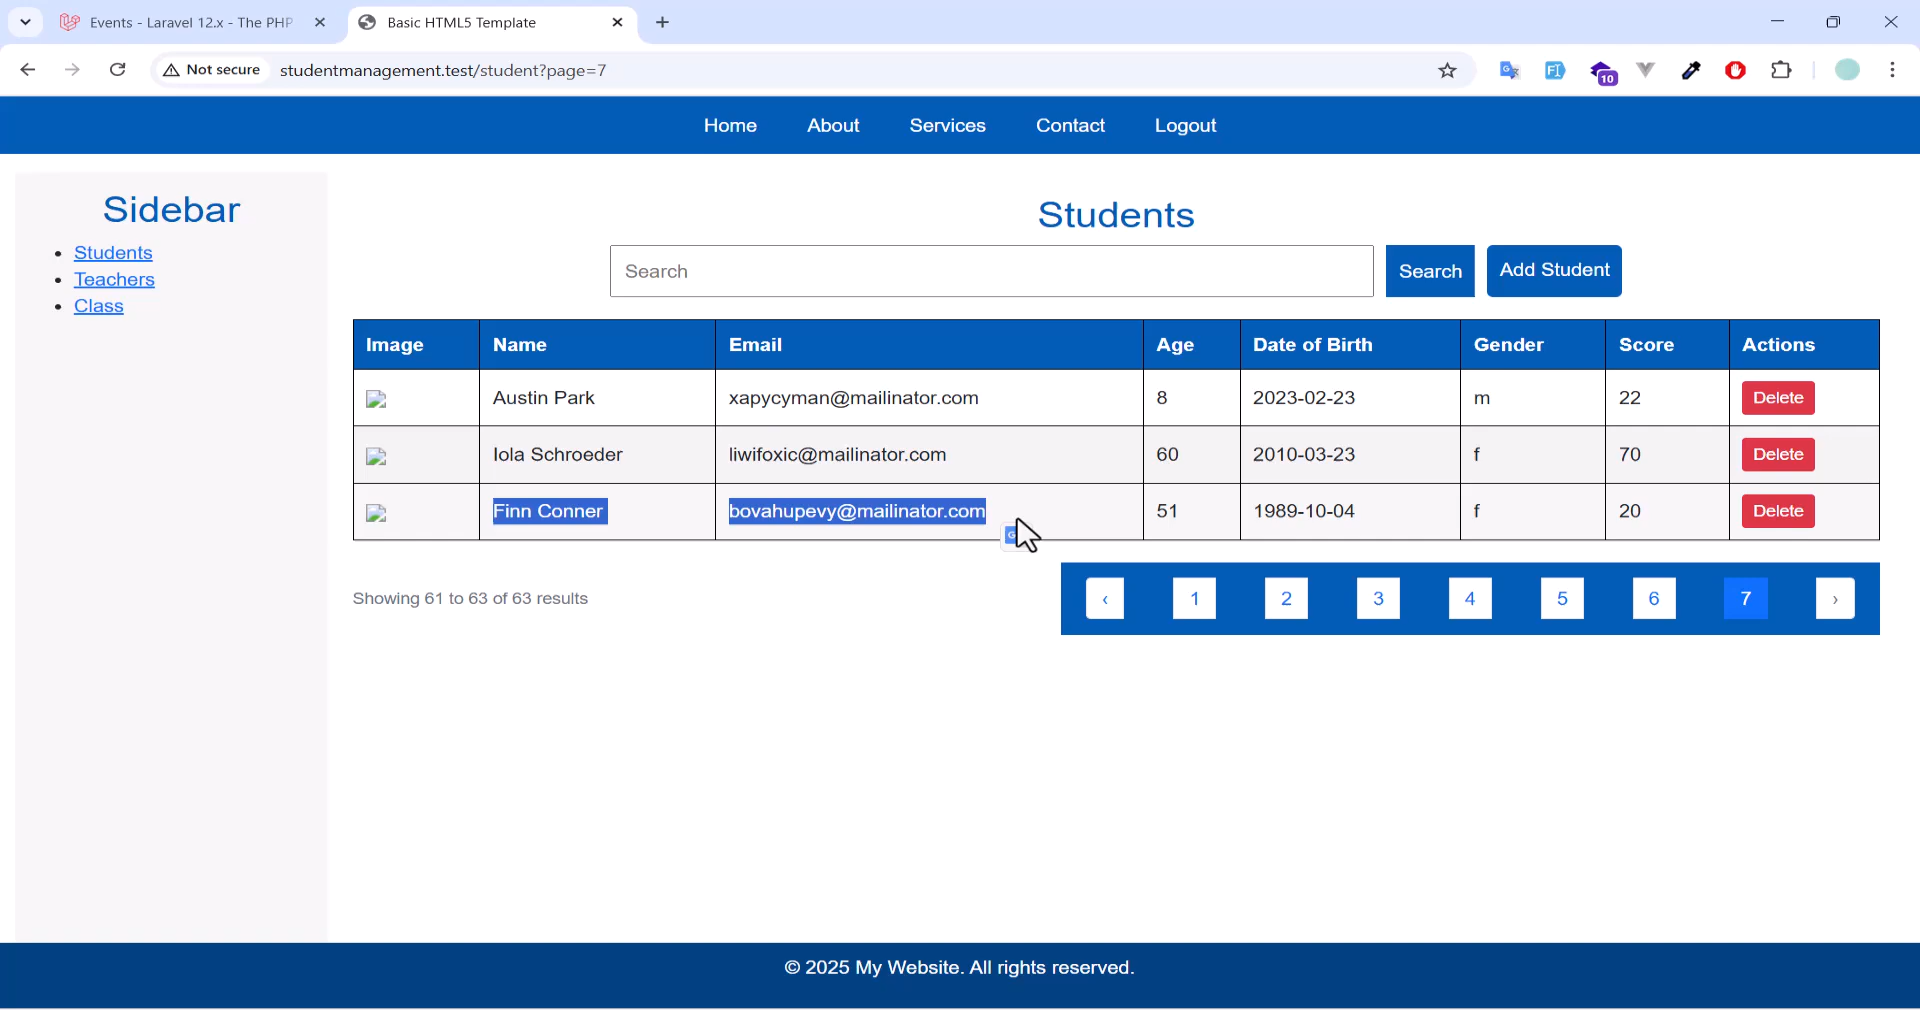 Events - Laravel 12.x - The PHP
Basic HTML5 Template
Not secure
studentmanagement.test/student?page=7
10
Home
About
Services
Contact
Logout
Sidebar
Students
Teachers
Class
Students
Search
Search
Add Student
Image Name Email Age Date of Birth Gender Score Actions
Austin Park xapycyman@mailinator.com 8 2023-02-23 m 22 Delete
Iola Schroeder liwifoxic@mailinator.com 60 2010-03-23 f 70 Delete
Finn Conner bovahupevy@mailinator.com 51 1989-10-04 f 20 Delete
Showing 61 to 63 of 63 results
‹ 1 2 3 4 5 6 7 ›
© 2025 My Website. All rights reserved.